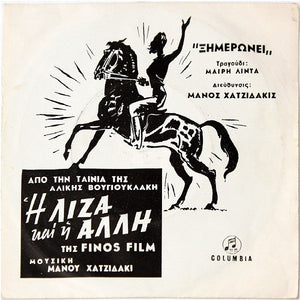 "ΞΗΜΕΡΩΝΕΙ"
Τραγούδι:
ΜΑΙΡΗ ΛΙΝΤΑ
Διεύθυνσις:
ΜΑΝΟΣ ΧΑΤΖΙΔΑΚΙΣ
ΑΠΟ ΤΗΝ ΤΑΙΝΙΑ ΤΗΣ
ΑΛΙΚΗΣ ΒΟΥΓΙΟΥΚΛΑΚΗ
Ἡ ΛΙΖΑ
καὶ ἡ ΑΛΛΗ
ΤΗΣ FINOS FILM
ΜΟΥΣΙΚΗ
ΜΑΝΟΥ ΧΑΤΖΙΔΑΚΙ
COLUMBIA